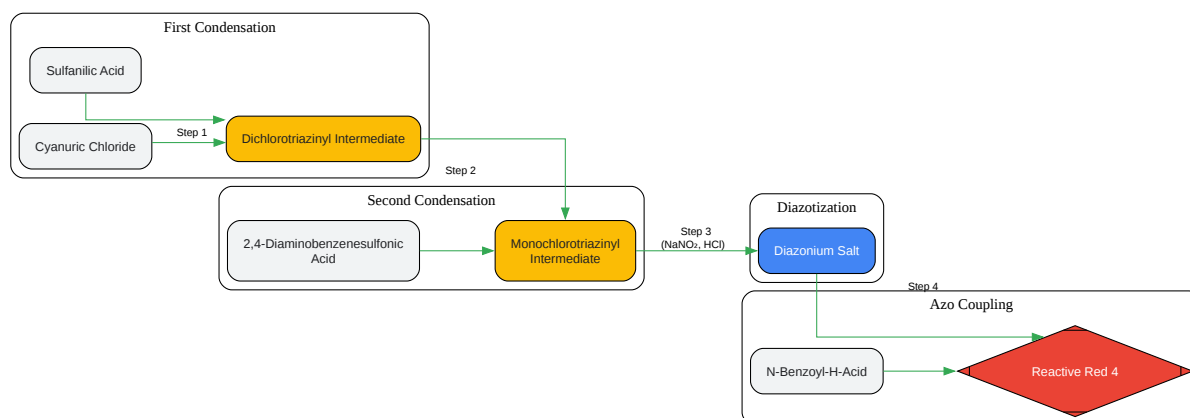 First Condensation
Sulfanilic Acid
Cyanuric Chloride
Step 1
Dichlorotriazinyl Intermediate
Step 2
Second Condensation
2,4-Diaminobenzenesulfonic
Acid
Monochlorotriazinyl
Intermediate
Step 3
(NaNO₂, HCl)
Diazotization
Diazonium Salt
Step 4
Azo Coupling
N-Benzoyl-H-Acid
Reactive Red 4